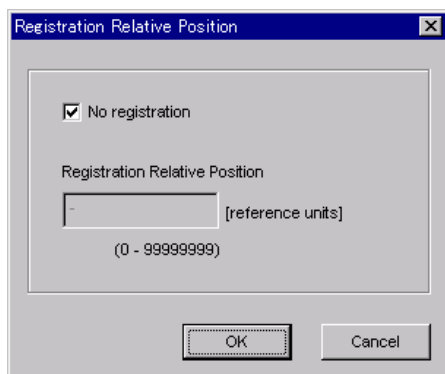 Registration Relative Position
No registration
Registration Relative Position
-
[reference units]
(0 - 99999999)
OK
Cancel